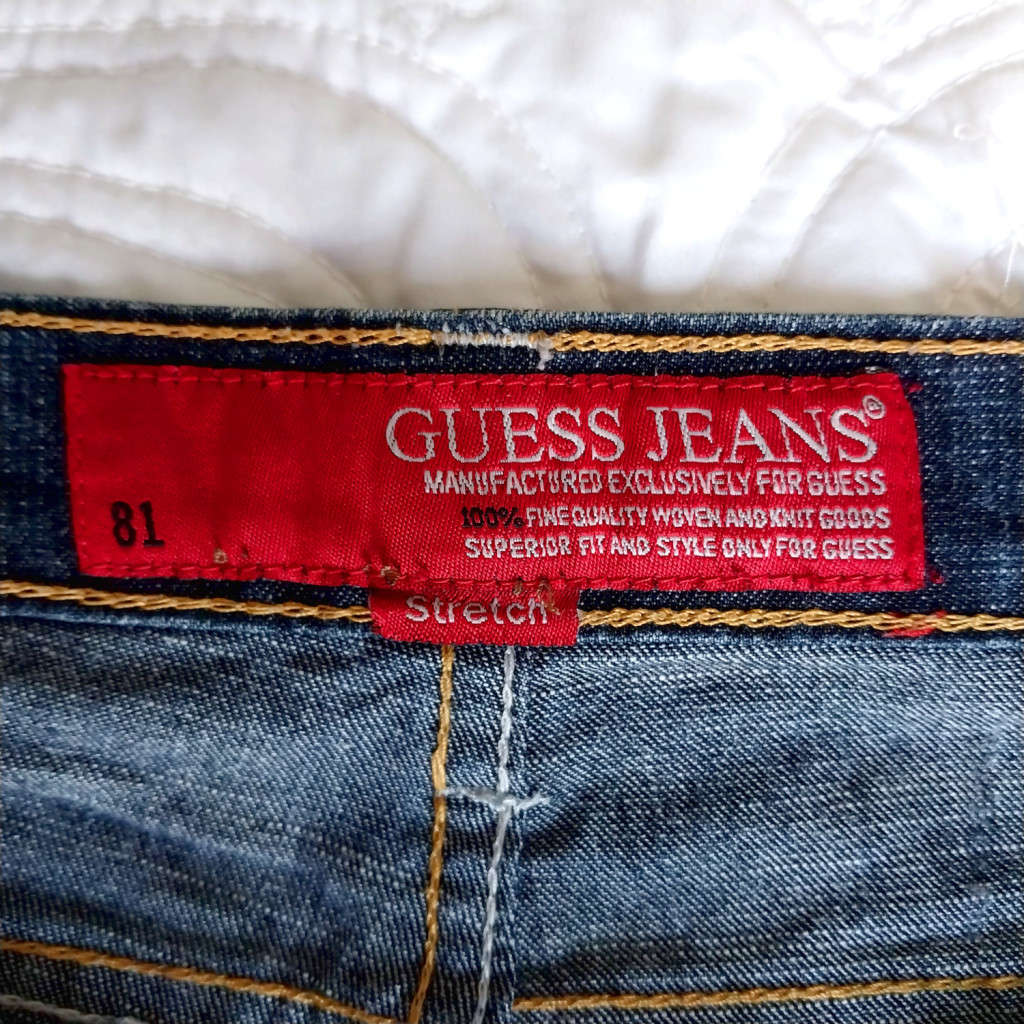 GUESS JEANS®
MANUFACTURED EXCLUSIVELY FOR GUESS
100% FINE QUALITY WOVEN AND KNIT GOODS
81
SUPERIOR FIT AND STYLE ONLY FOR GUESS
Stretch